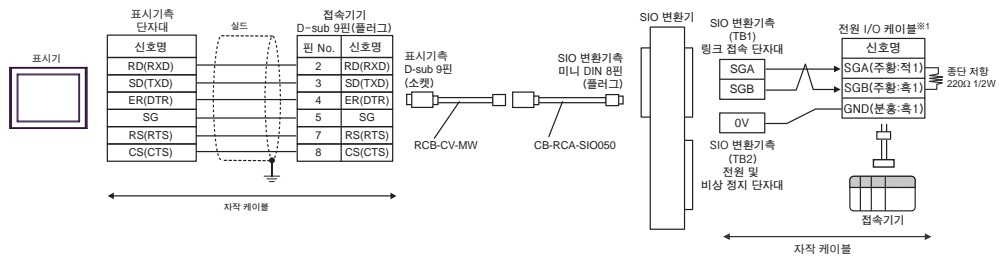 표시기
표시기측
단자대
신호명
RD(RXD)
SD(TXD)
ER(DTR)
SG
RS(RTS)
CS(CTS)
실드
접속기기
D-sub 9핀(플러그)
핀 No. 신호명
2 RD(RXD)
3 SD(TXD)
4 ER(DTR)
5 SG
7 RS(RTS)
8 CS(CTS)
자작 케이블
표시기측
D-sub 9핀
(소켓)
RCB-CV-MW
SIO 변환기측
미니 DIN 8핀
(플러그)
CB-RCA-SIO050
SIO 변환기
SIO 변환기측
(TB1)
링크 접속 단자대
SGA
SGB
0V
SIO 변환기측
(TB2)
전원 및
비상 정지 단자대
전원 I/O 케이블※1
신호명
SGA(주황:적1)
SGB(주황:흑1)
GND(분홍:흑1)
종단 저항
220Ω 1/2W
접속기기
자작 케이블